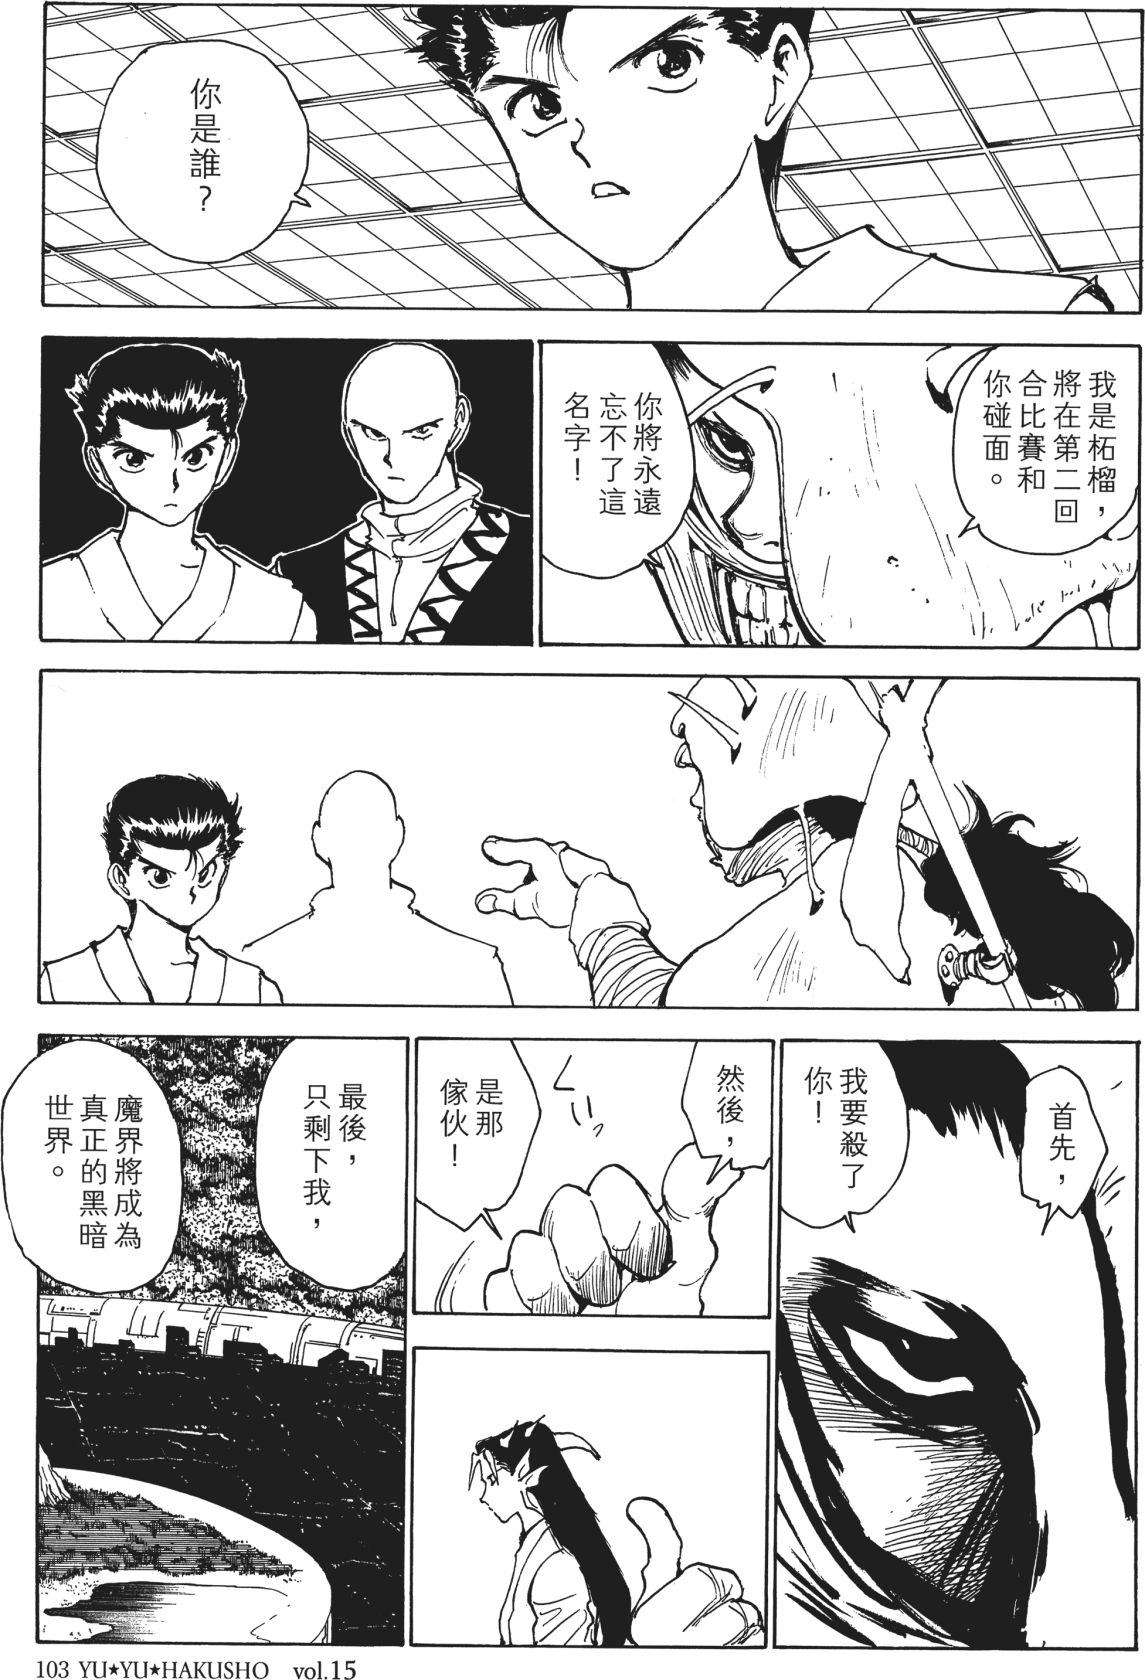 你是誰？
我是柘榴，
將在第二回
合比賽和
你碰面。
你將永遠
忘不了這
名字！
首先，
我要殺了
你！
然後，
是那
傢伙！
最後，
只剩下我，
魔界將成為
真正的黑暗
世界。
103 YU★YU★HAKUSHO vol.15